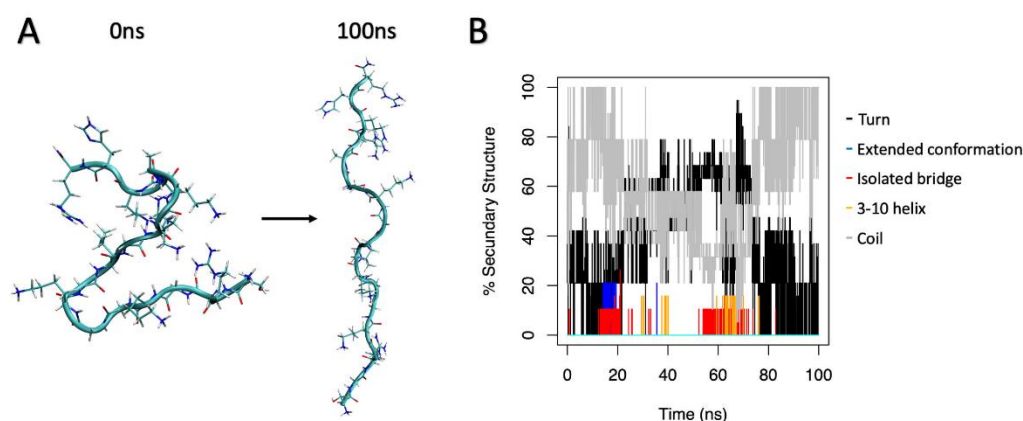 A
0ns
100ns
B
% Secundary Structure
100
80
60
40
20
0
0 20 40 60 80 100
Time (ns)
Turn
Extended conformation
Isolated bridge
3-10 helix
Coil